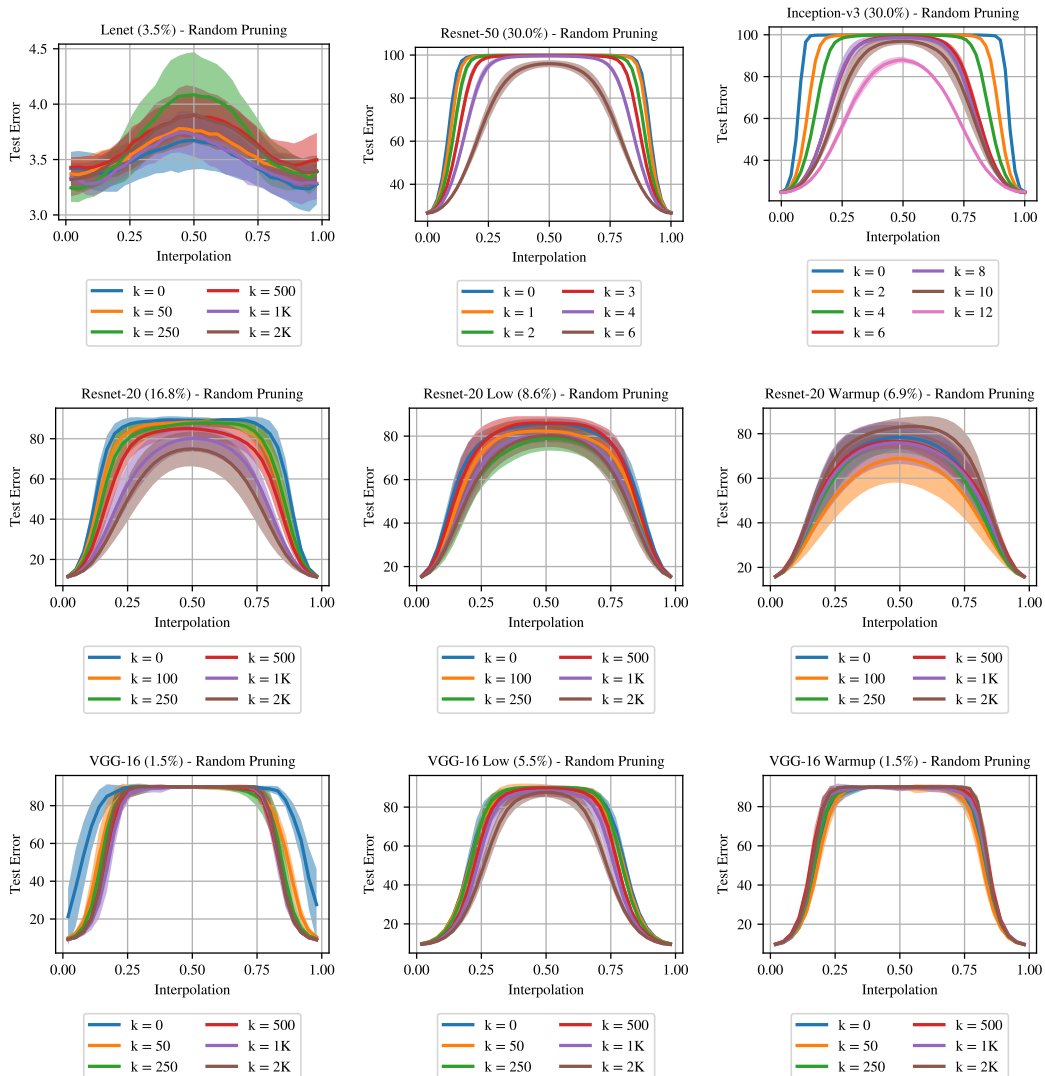 Lenet (3.5%) - Random Pruning
4.5
4.0
3.5
3.0
Test Error
0.00 0.25 0.50 0.75 1.00
Interpolation
k = 0 k = 500
k = 50 k = 1K
k = 250 k = 2K
Resnet-50 (30.0%) - Random Pruning
100
80
60
40
Test Error
0.00 0.25 0.50 0.75 1.00
Interpolation
k = 0 k = 3
k = 1 k = 4
k = 2 k = 6
Inception-v3 (30.0%) - Random Pruning
100
80
60
40
Test Error
0.00 0.25 0.50 0.75 1.00
Interpolation
k = 0 k = 8
k = 2 k = 10
k = 4 k = 12
k = 6
Resnet-20 (16.8%) - Random Pruning
80
60
40
20
Test Error
0.00 0.25 0.50 0.75 1.00
Interpolation
k = 0 k = 500
k = 100 k = 1K
k = 250 k = 2K
Resnet-20 Low (8.6%) - Random Pruning
80
60
40
20
Test Error
0.00 0.25 0.50 0.75 1.00
Interpolation
k = 0 k = 500
k = 100 k = 1K
k = 250 k = 2K
Resnet-20 Warmup (6.9%) - Random Pruning
80
60
40
20
Test Error
0.00 0.25 0.50 0.75 1.00
Interpolation
k = 0 k = 500
k = 100 k = 1K
k = 250 k = 2K
VGG-16 (1.5%) - Random Pruning
80
60
40
20
Test Error
0.00 0.25 0.50 0.75 1.00
Interpolation
k = 0 k = 500
k = 50 k = 1K
k = 250 k = 2K
VGG-16 Low (5.5%) - Random Pruning
80
60
40
20
Test Error
0.00 0.25 0.50 0.75 1.00
Interpolation
k = 0 k = 500
k = 50 k = 1K
k = 250 k = 2K
VGG-16 Warmup (1.5%) - Random Pruning
80
60
40
20
Test Error
0.00 0.25 0.50 0.75 1.00
Interpolation
k = 0 k = 500
k = 50 k = 1K
k = 250 k = 2K